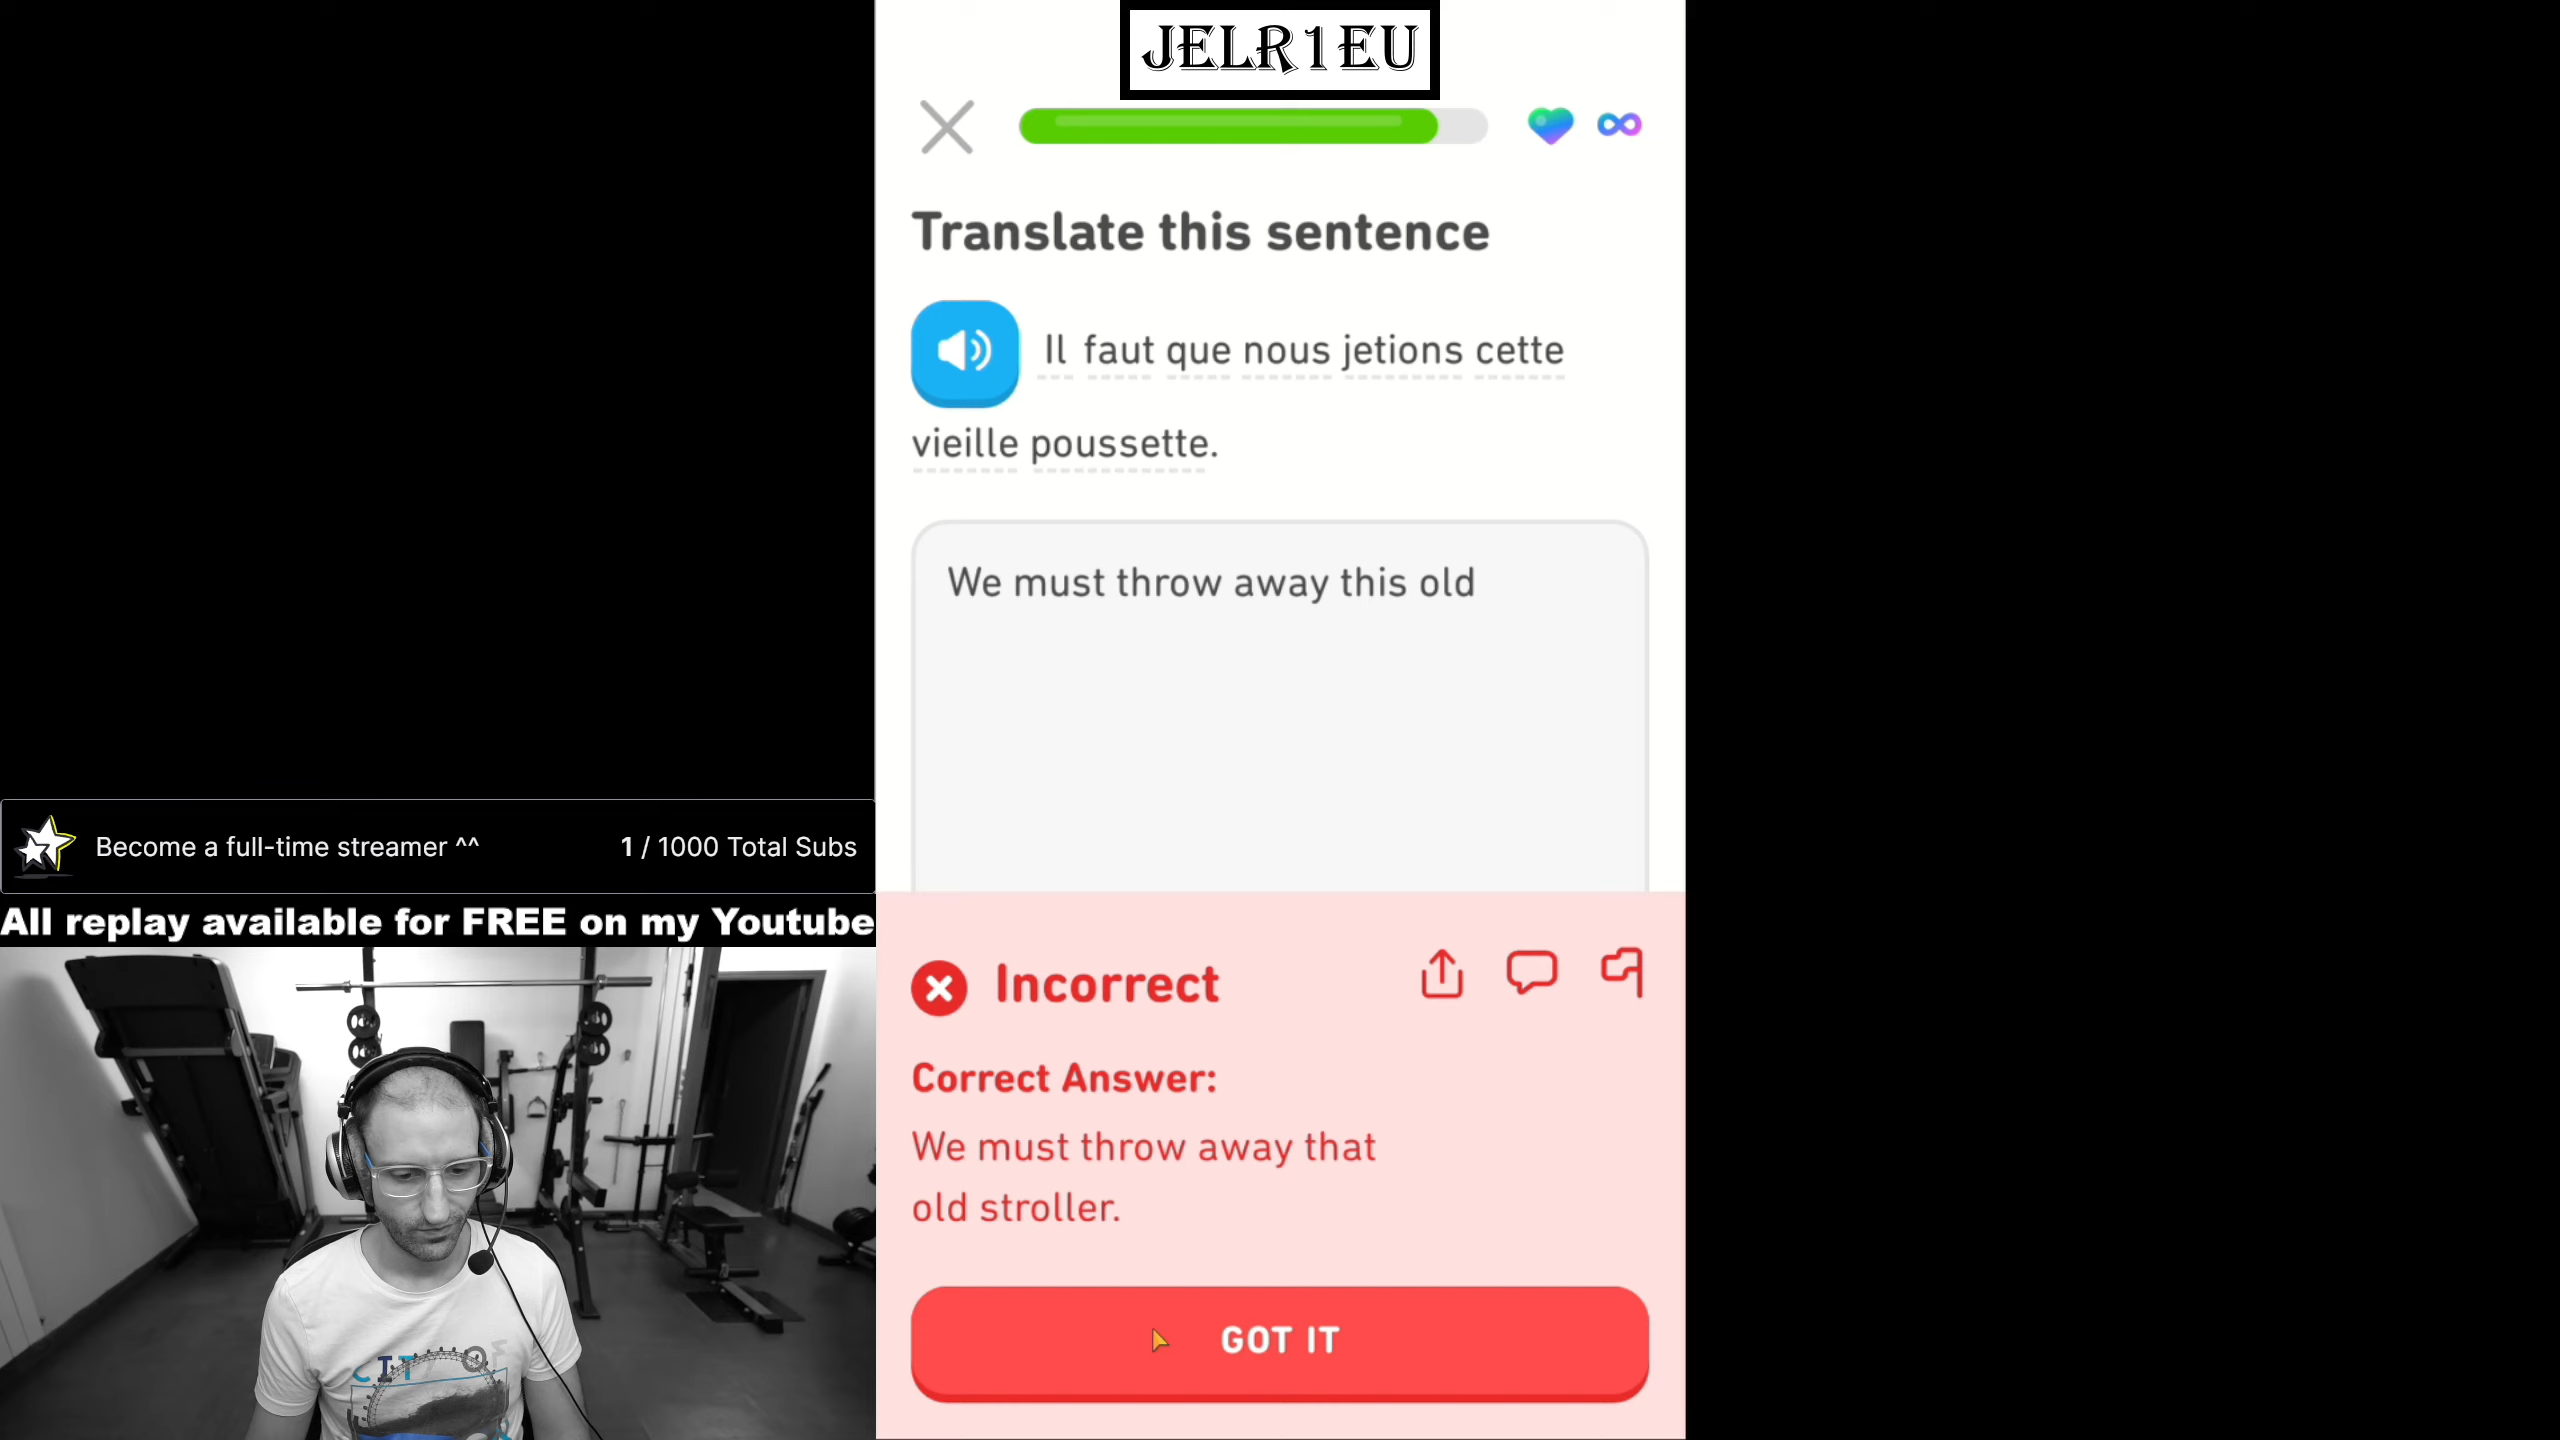 JELR1EU
Translate this sentence
Il faut que nous jetions cette
vieille poussette.
We must throw away this old
Become a full-time streamer ^^ 1 / 1000 Total Subs
All replay available for FREE on my Youtube
Incorrect
Correct Answer:
We must throw away that
old stroller.
GOT IT
CIT